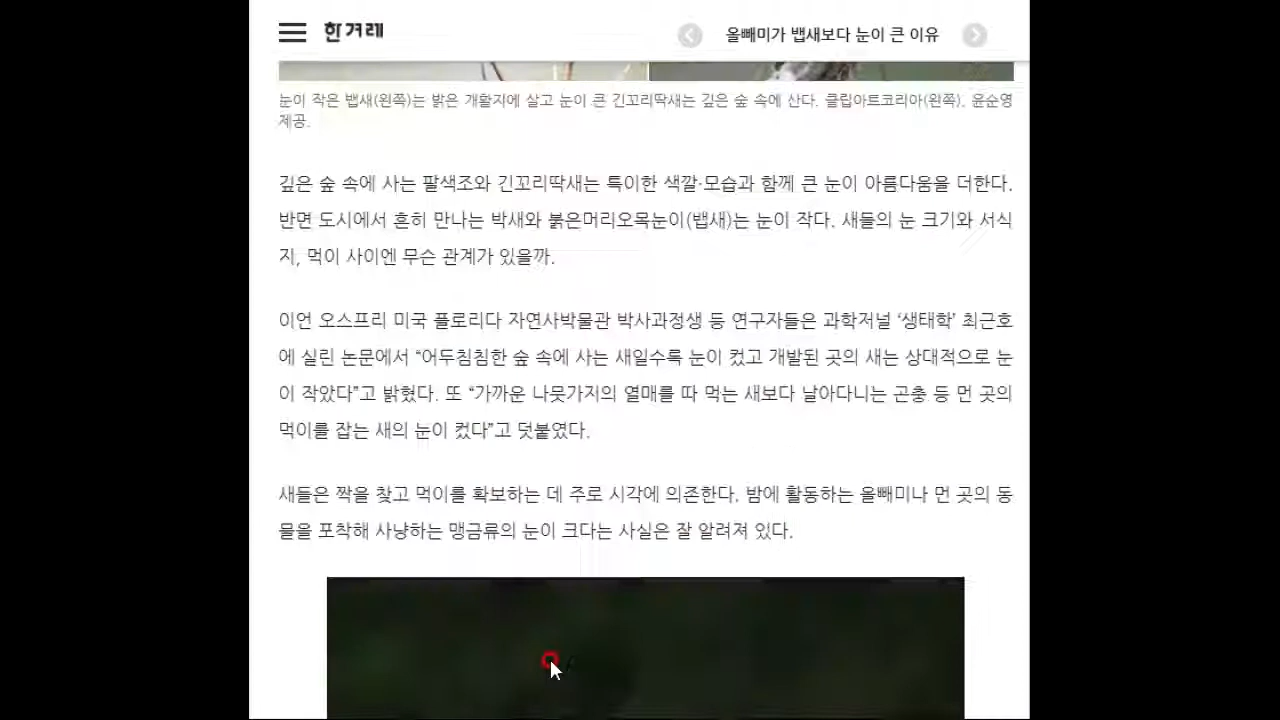 한겨레
올빼미가 뱁새보다 눈이 큰 이유
눈이 작은 뱁새(왼쪽)는 밝은 개활지에 살고 눈이 큰 긴꼬리딱새는 깊은 숲 속에 산다. 클립아트코리아(왼쪽), 윤순영
제공.
깊은 숲 속에 사는 팔색조와 긴꼬리딱새는 특이한 색깔·모습과 함께 큰 눈이 아름다움을 더한다.
반면 도시에서 흔히 만나는 박새와 붉은머리오목눈이(뱁새)는 눈이 작다. 새들의 눈 크기와 서식
지, 먹이 사이엔 무슨 관계가 있을까.
이언 오스프리 미국 플로리다 자연사박물관 박사과정생 등 연구자들은 과학저널 ‘생태학’ 최근호
에 실린 논문에서 “어두침침한 숲 속에 사는 새일수록 눈이 컸고 개발된 곳의 새는 상대적으로 눈
이 작았다”고 밝혔다. 또 “가까운 나뭇가지의 열매를 따 먹는 새보다 날아다니는 곤충 등 먼 곳의
먹이를 잡는 새의 눈이 컸다”고 덧붙였다.
새들은 짝을 찾고 먹이를 확보하는 데 주로 시각에 의존한다. 밤에 활동하는 올빼미나 먼 곳의 동
물을 포착해 사냥하는 맹금류의 눈이 크다는 사실은 잘 알려져 있다.